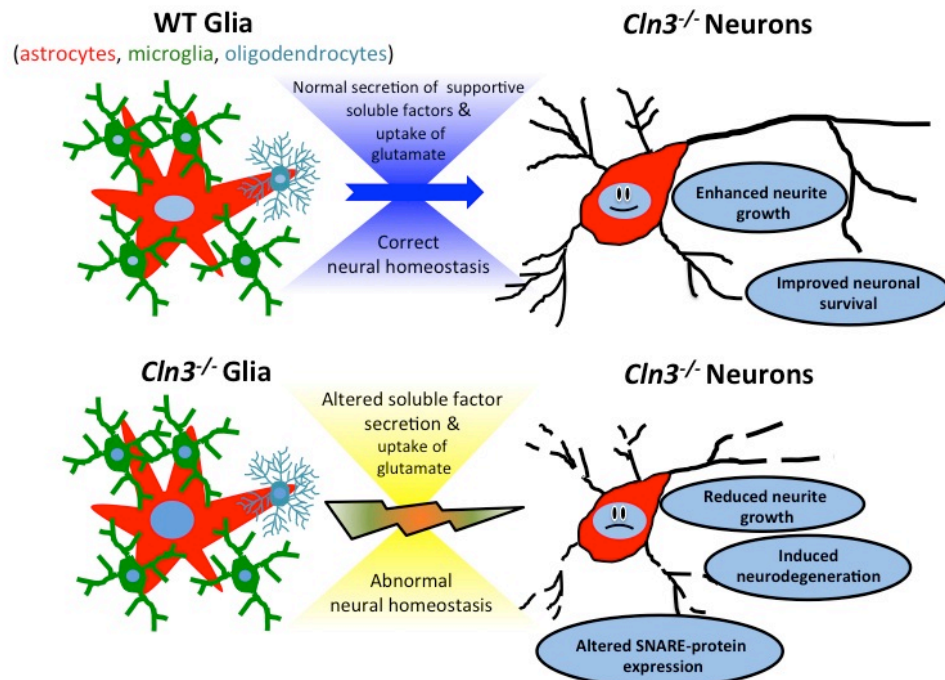 WT Glia
(astrocytes, microglia, oligodendrocytes)
Normal secretion of supportive
soluble factors &
uptake of
glutamate
Correct
neural homeostasis
Cln3-/- Neurons
Enhanced neurite
growth
Improved neuronal
survival
Cln3-/- Glia
Altered soluble factor
secretion &
uptake of
glutamate
Abnormal
neural homeostasis
Cln3-/- Neurons
Reduced neurite
growth
Induced
neurodegeneration
Altered SNARE-protein
expression